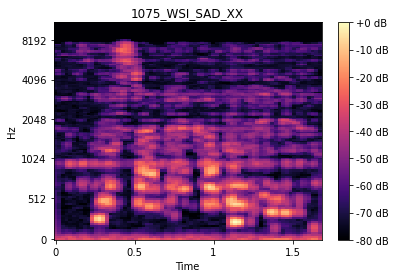 1075_WSI_SAD_XX
8192
4096
2048
1024
512
0
Hz
0
0.5
1
1.5
Time
+0 dB
-10 dB
-20 dB
-30 dB
-40 dB
-50 dB
-60 dB
-70 dB
-80 dB